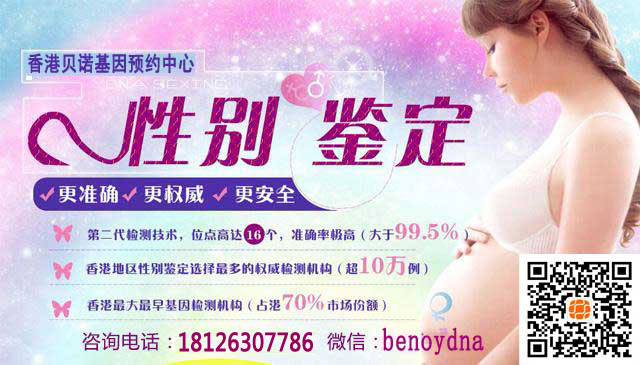 香港贝诺基因预约中心
DNA SEXING
性别 鉴定
更准确 更权威 更安全
第二代检测技术，位点高达16个，准确率极高（大于99.5%）
香港地区性别鉴定选择最多的权威检测机构（超10万例）
香港最大最早基因检测机构（占港70%市场份额）
咨询电话：18126307786 微信：benoydna